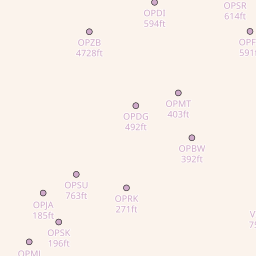 OPSR
614ft
OPDI
594ft
OPZB
4728ft
OPMT
403ft
OPDG
492ft
OPBW
392ft
OPSU
763ft
OPRK
271ft
OPJA
185ft
OPSK
196ft